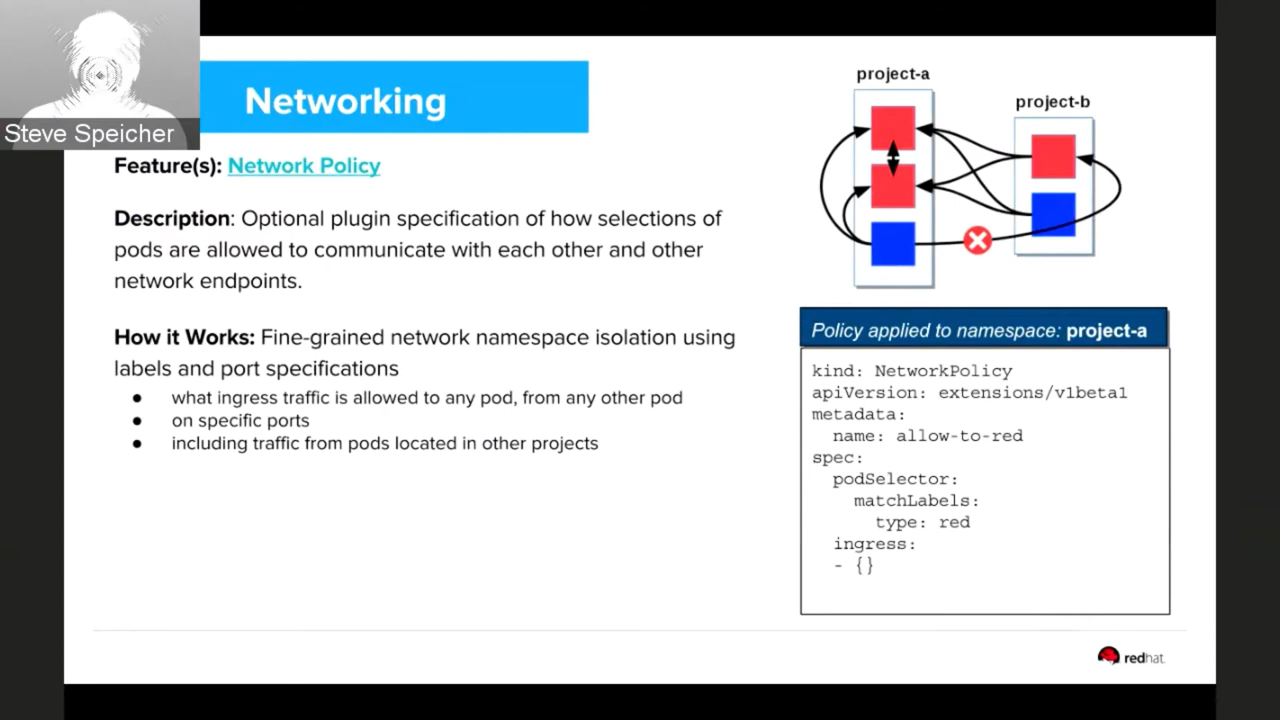 Steve Speicher
Networking
Feature(s): Network Policy
Description: Optional plugin specification of how selections of
pods are allowed to communicate with each other and other
network endpoints.
How it Works: Fine-grained network namespace isolation using
labels and port specifications
● what ingress traffic is allowed to any pod, from any other pod
● on specific ports
● including traffic from pods located in other projects
project-a
project-b
Policy applied to namespace: project-a
kind: NetworkPolicy
apiVersion: extensions/v1beta1
metadata:
  name: allow-to-red
spec:
  podSelector:
    matchLabels:
      type: red
  ingress:
  - {}
redhat.